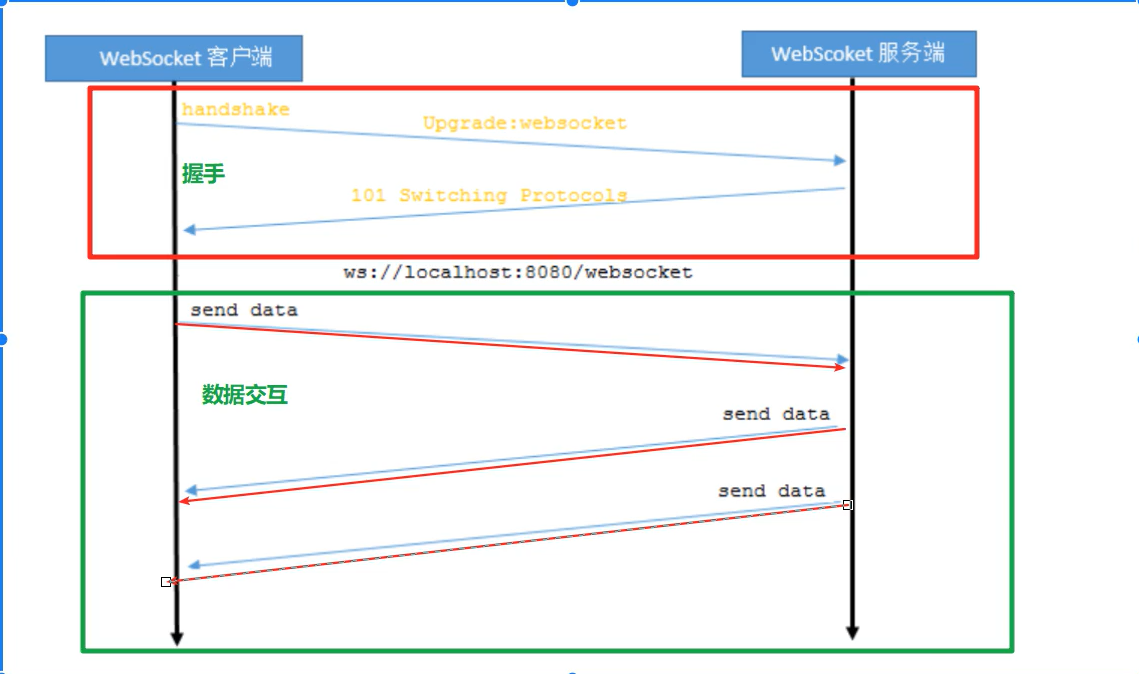 WebSocket 客户端
WebScoket 服务端
handshake
Upgrade:websocket
握手
101 Switching Protocols
ws://localhost:8080/websocket
send data
数据交互
send data
send data